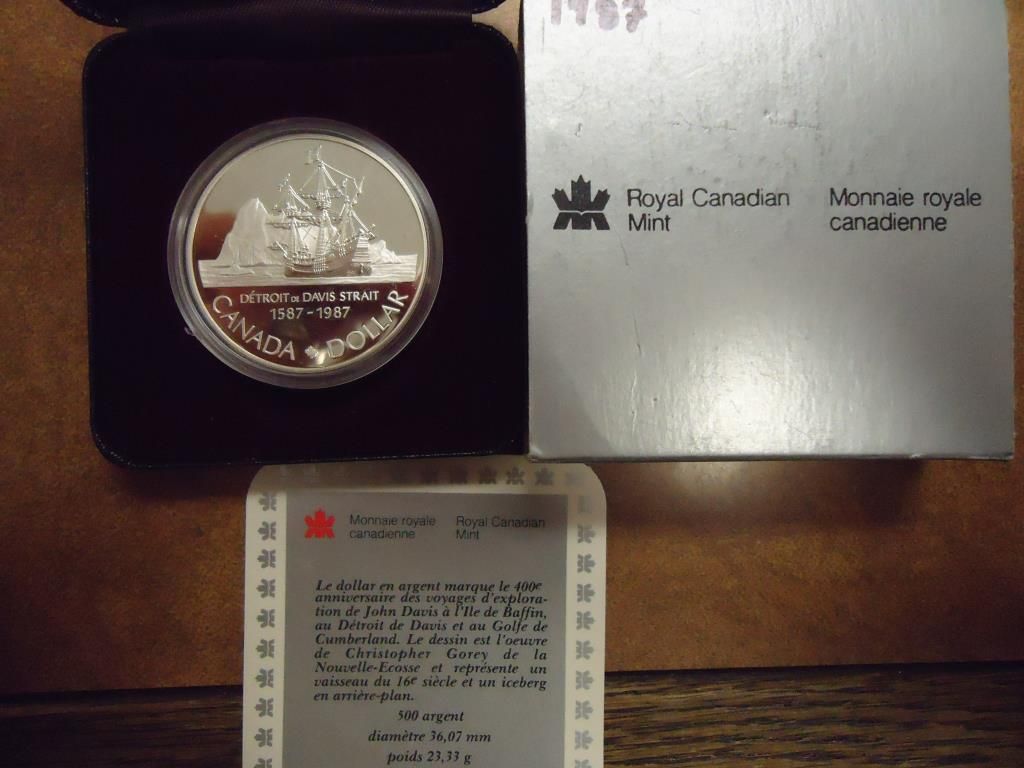 1987
Royal Canadian Mint
Monnaie royale canadienne
DÉTROIT DE DAVIS STRAIT
1587-1987
CANADA DOLLAR
Monnaie royale canadienne
Royal Canadian Mint
Le dollar en argent marque le 400e
anniversaire des voyages d'explora-
tion de John Davis à l'Ile de Baffin,
au Détroit de Davis et au Golfe de
Cumberland. Le dessin est l'oeuvre
de Christopher Gorey de la
Nouvelle-Ecosse et représente un
vaisseau du 16e siècle et un iceberg
en arrière-plan.
500 argent
diamètre 36,07 mm
poids 23,33 g